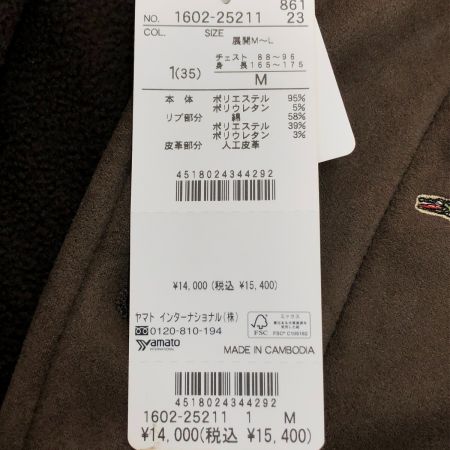 861
NO. 1602-25211 23
COL. SIZE
展開M〜L
チェスト 88〜96
身長165〜175
1(35) M
本体 ポリエステル 95%
ポリウレタン 5%
リブ部分 綿 58%
ポリエステル 39%
ポリウレタン 3%
皮革部分 人工皮革
4518024344292
¥14,000(税込 ¥15,400)
ヤマト インターナショナル(株)
0120-810-194
Yamato
INTERNATIONAL
ミックス
FSC
FSC® C106162
MADE IN CAMBODIA
4518024344292
1602-25211 1 M
¥14,000(税込 ¥15,400)